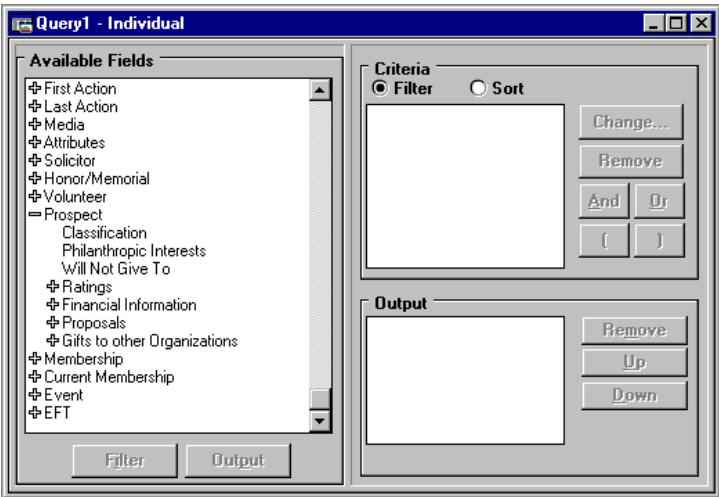 Query1 - Individual
Available Fields
First Action
Last Action
Media
Attributes
Solicitor
Honor/Memorial
Volunteer
Prospect
Classification
Philanthropic Interests
Will Not Give To
Ratings
Financial Information
Proposals
Gifts to other Organizations
Membership
Current Membership
Event
EFT
Filter Output
Criteria
Filter Sort
Change...
Remove
And Or
( )
Output
Remove
Up
Down